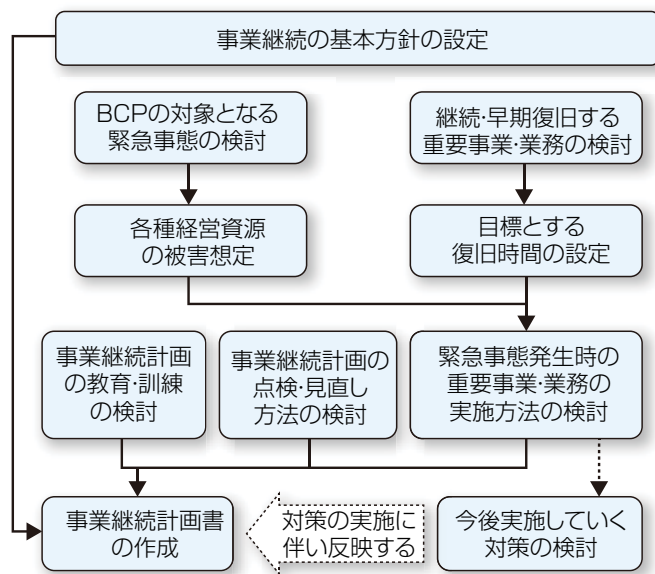 事業継続の基本方針の設定
BCPの対象となる
緊急事態の検討
継続・早期復旧する
重要事業・業務の検討
各種経営資源
の被害想定
目標とする
復旧時間の設定
事業継続計画
の教育・訓練
の検討
事業継続計画の
点検・見直し
方法の検討
緊急事態発生時の
重要事業・業務の
実施方法の検討
事業継続計画書
の作成
対策の実施に
伴い反映する
今後実施していく
対策の検討